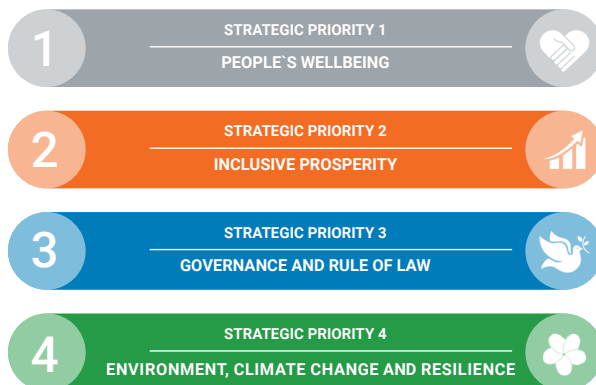 1
STRATEGIC PRIORITY 1
PEOPLE`S WELLBEING
2
STRATEGIC PRIORITY 2
INCLUSIVE PROSPERITY
3
STRATEGIC PRIORITY 3
GOVERNANCE AND RULE OF LAW
4
STRATEGIC PRIORITY 4
ENVIRONMENT, CLIMATE CHANGE AND RESILIENCE